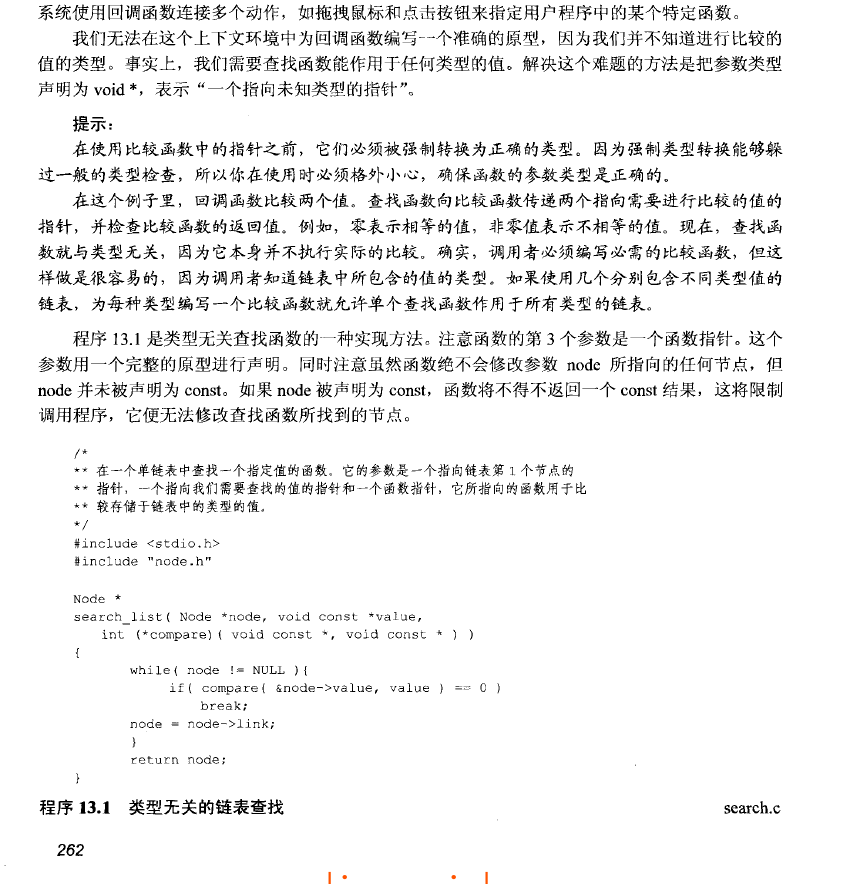 系统使用回调函数连接多个动作，如拖拽鼠标和点击按钮来指定用户程序中的某个特定函数。
我们无法在这个上下文环境中为回调函数编写一个准确的原型，因为我们并不知道进行比较的
值的类型。事实上，我们需要查找函数能作用于任何类型的值。解决这个难题的方法是把参数类型
声明为 void *，表示“一个指向未知类型的指针”。
提示：
在使用比较函数中的指针之前，它们必须被强制转换为正确的类型。因为强制类型转换能够躲
过一般的类型检查，所以你在使用时必须格外小心，确保函数的参数类型是正确的。
在这个例子里，回调函数比较两个值。查找函数向比较函数传递两个指向需要进行比较的值的
指针，并检查比较函数的返回值。例如，零表示相等的值，非零值表示不相等的值。现在，查找函
数就与类型无关，因为它本身并不执行实际的比较。确实，调用者必须编写必需的比较函数，但这
样做是很容易的，因为调用者知道链表中所包含的值的类型。如果使用几个分别包含不同类型值的
链表，为每种类型编写一个比较函数就允许单个查找函数作用于所有类型的链表。
程序 13.1 是类型无关查找函数的一种实现方法。注意函数的第 3 个参数是一个函数指针。这个
参数用一个完整的原型进行声明。同时注意虽然函数绝不会修改参数 node 所指向的任何节点，但
node 并未被声明为 const。如果 node 被声明为 const，函数将不得不返回一个 const 结果，这将限制
调用程序，它便无法修改查找函数所找到的节点。
/*
** 在一个单链表中查找一个指定值的函数。它的参数是一个指向链表第 1 个节点的
** 指针，一个指向我们需要查找的值的指针和一个函数指针，它所指向的函数用于比
** 较存储于链表中的类型的值。
*/
#include <stdio.h>
#include "node.h"
Node *
search_list( Node *node, void const *value,
int (*compare)( void const *, void const * ) )
{
while( node != NULL ){
if( compare( &node->value, value ) == 0 )
break;
node = node->link;
}
return node;
}
程序 13.1 类型无关的链表查找 search.c
262